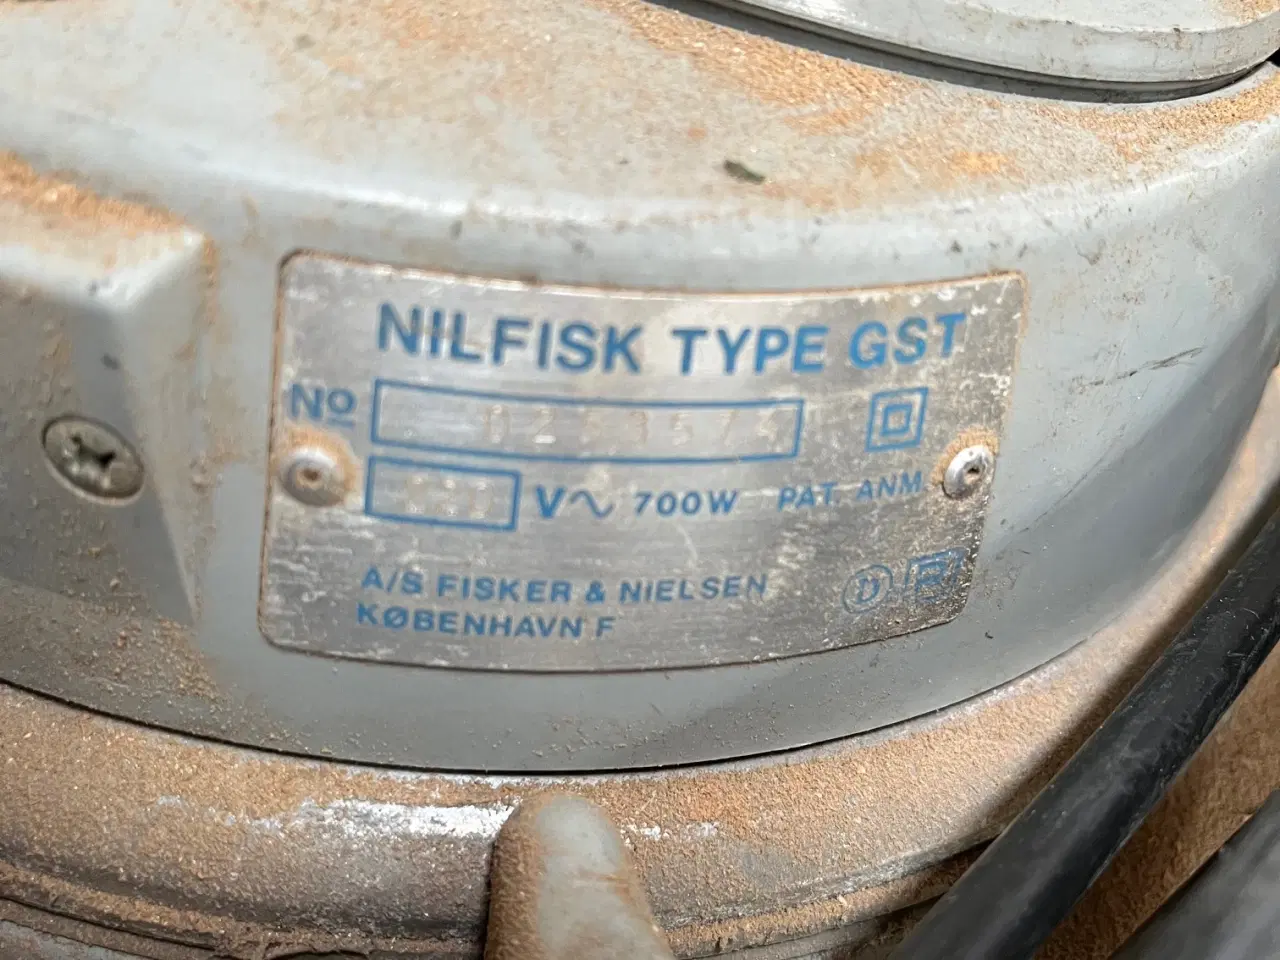 NILFISK TYPE GST
No
V~ 700W PAT. ANM.
A/S FISKER & NIELSEN
KØBENHAVN F
D